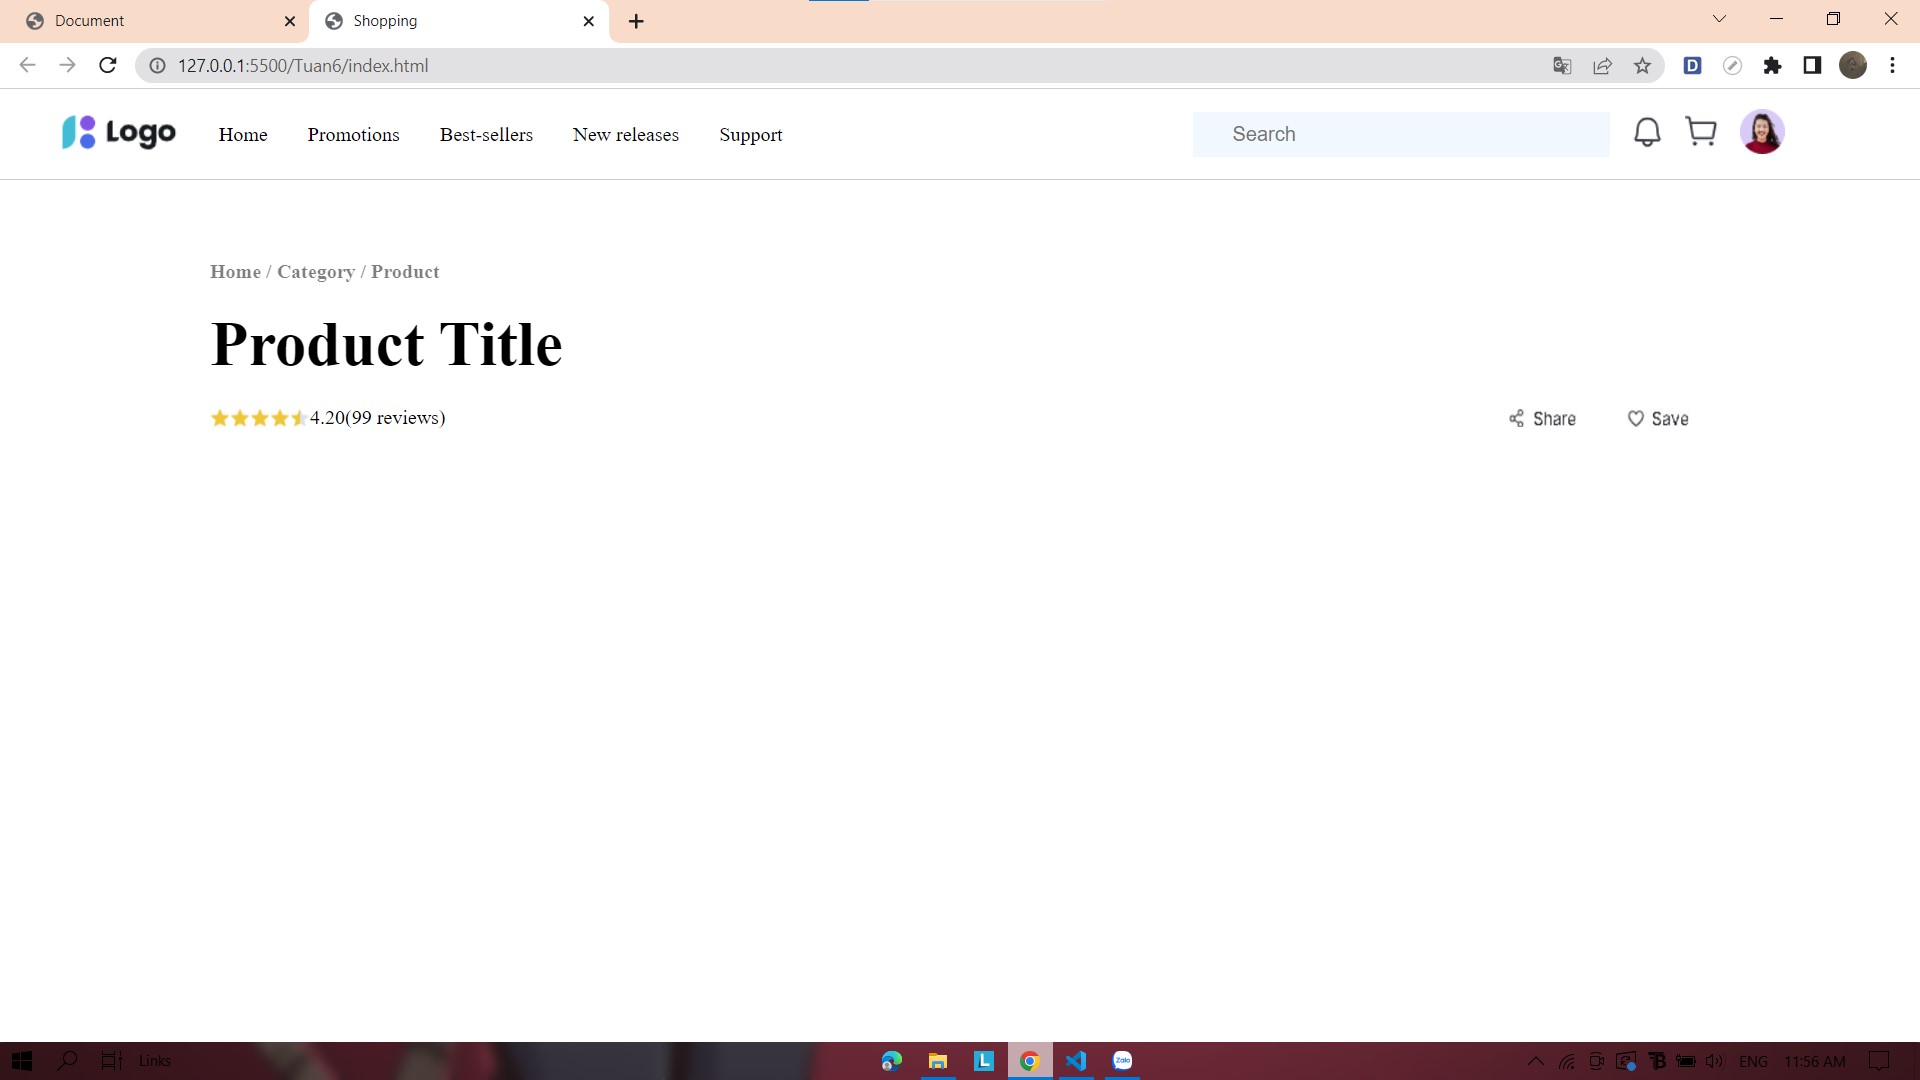 Document
Shopping
127.0.0.1:5500/Tuan6/index.html
D
Logo Home Promotions Best-sellers New releases Support Search
Home / Category / Product
Product Title
4.20(99 reviews) Share Save
Links L Zalo ENG 11:56 AM